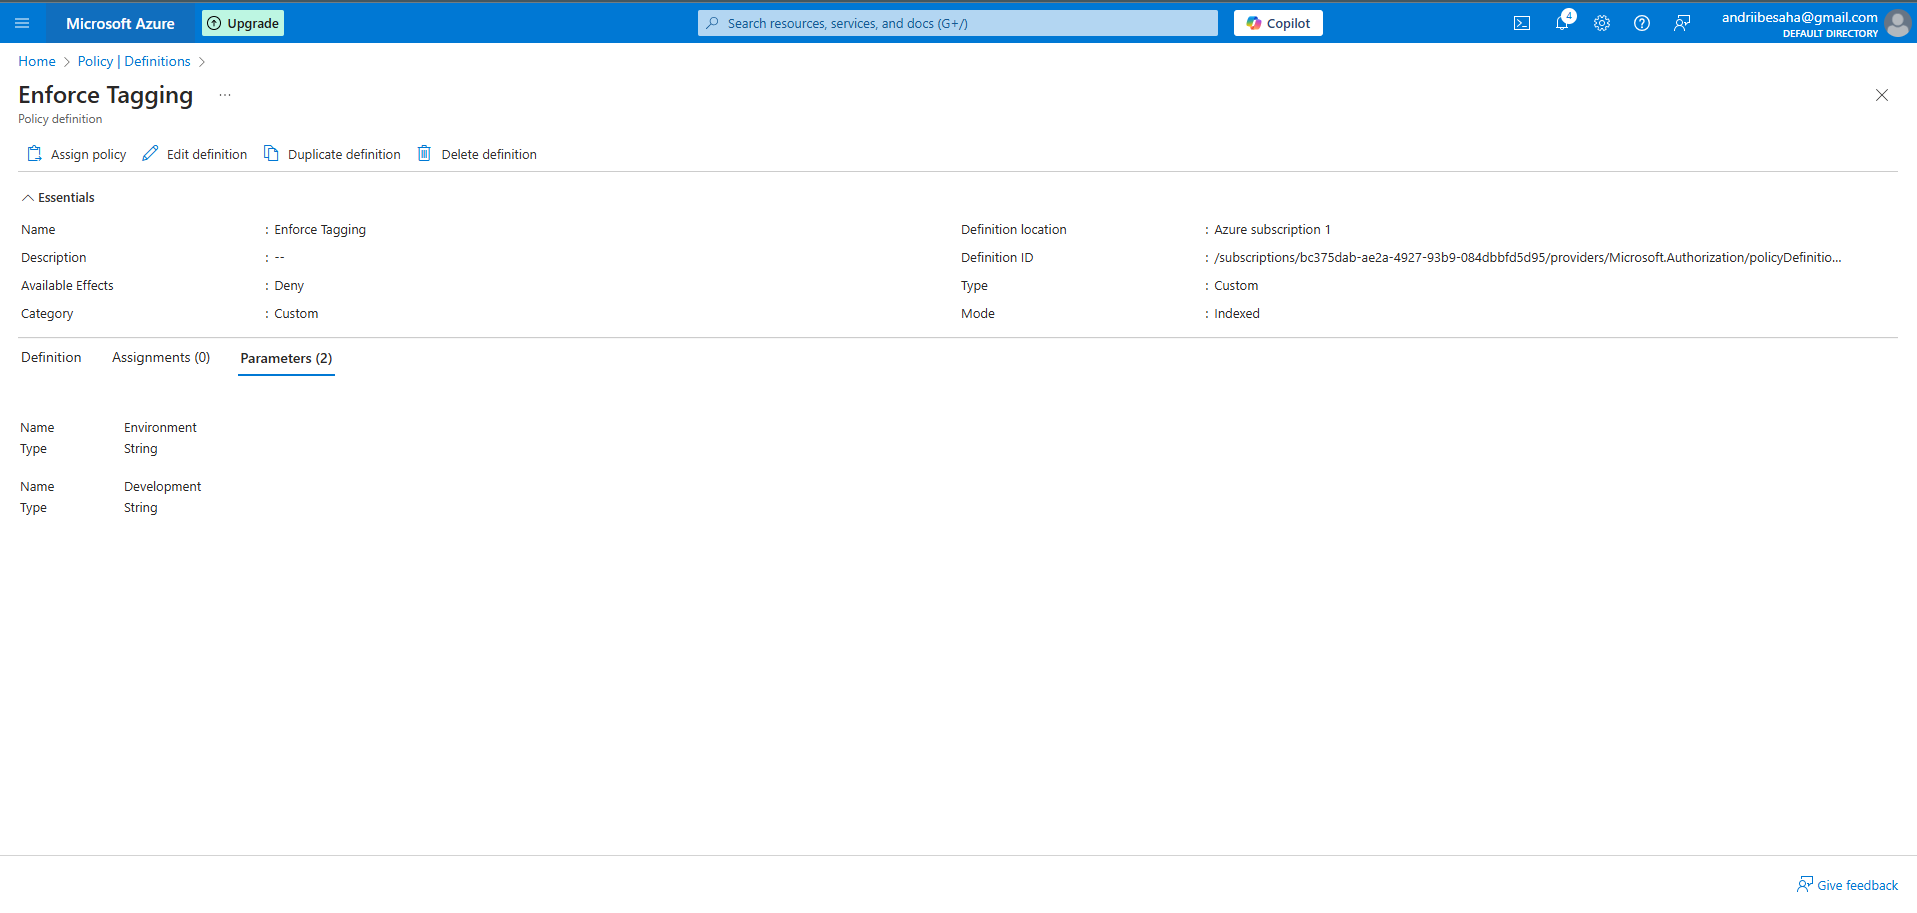 Microsoft Azure
Upgrade
Search resources, services, and docs (G+/)
Copilot
4
andriibesaha@gmail.com
DEFAULT DIRECTORY
Home > Policy | Definitions >
Enforce Tagging ...
Policy definition
Assign policy Edit definition Duplicate definition Delete definition
Essentials
Name : Enforce Tagging
Definition location : Azure subscription 1
Description : --
Definition ID : /subscriptions/bc375dab-ae2a-4927-93b9-084dbbfd5d95/providers/Microsoft.Authorization/policyDefinitio...
Available Effects : Deny
Type : Custom
Category : Custom
Mode : Indexed
Definition Assignments (0) Parameters (2)
Name Environment
Type String
Name Development
Type String
Give feedback